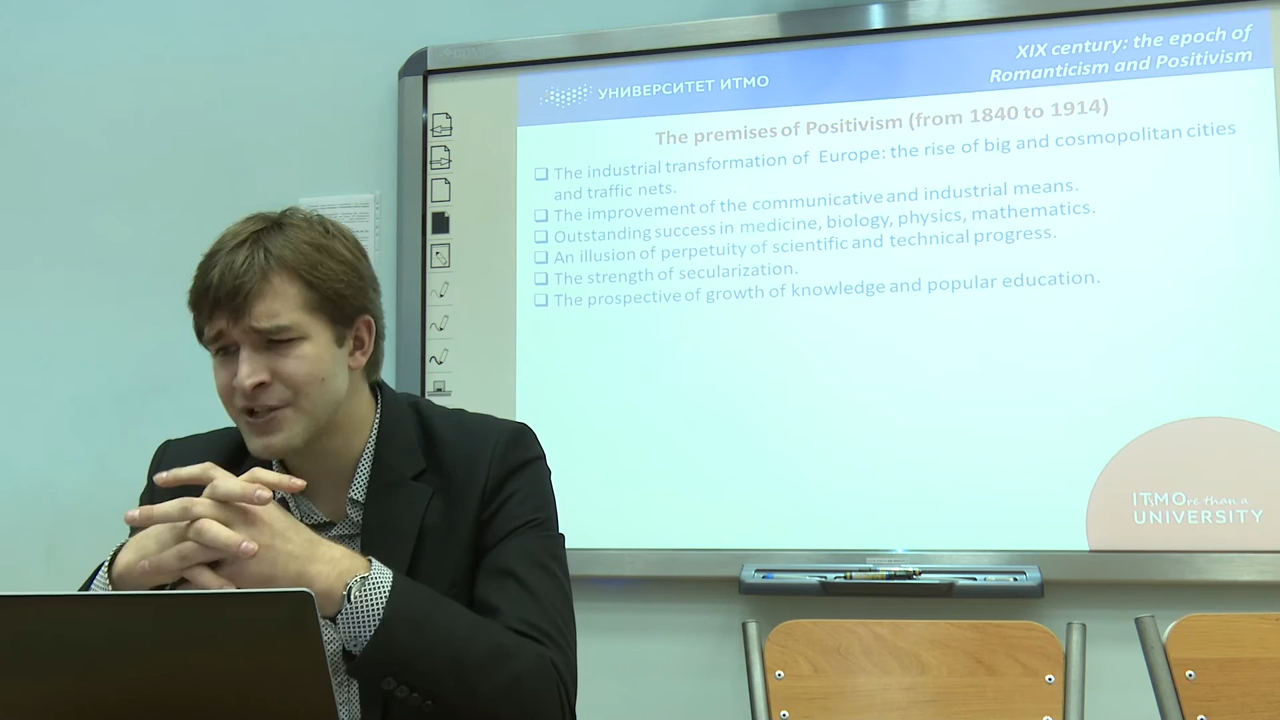 УНИВЕРСИТЕТ ИТМО
XIX century: the epoch of
Romanticism and Positivism
The premises of Positivism (from 1840 to 1914)
The industrial transformation of Europe: the rise of big and cosmopolitan cities
and traffic nets.
The improvement of the communicative and industrial means.
Outstanding success in medicine, biology, physics, mathematics.
An illusion of perpetuity of scientific and technical progress.
The strength of secularization.
The prospective of growth of knowledge and popular education.
ITsMOre than a
UNIVERSITY